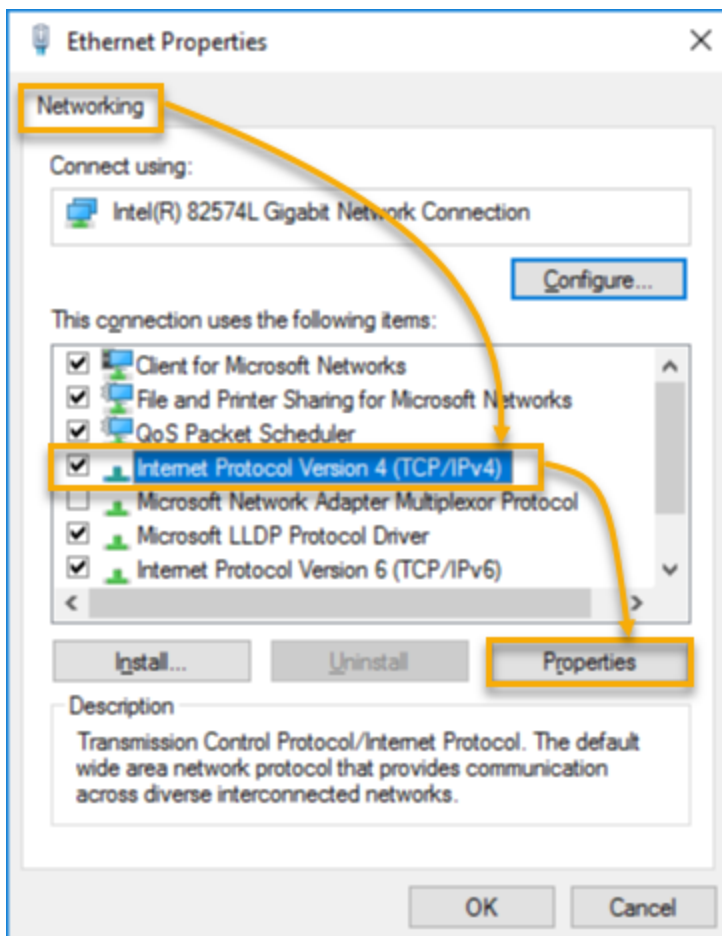 Ethernet Properties
Networking
Connect using:
Intel(R) 82574L Gigabit Network Connection
Configure...
This connection uses the following items:
Client for Microsoft Networks
File and Printer Sharing for Microsoft Networks
QoS Packet Scheduler
Internet Protocol Version 4 (TCP/IPv4)
Microsoft Network Adapter Multiplexor Protocol
Microsoft LLDP Protocol Driver
Internet Protocol Version 6 (TCP/IPv6)
Install... Uninstall Properties
Description
Transmission Control Protocol/Internet Protocol. The default
wide area network protocol that provides communication
across diverse interconnected networks.
OK Cancel